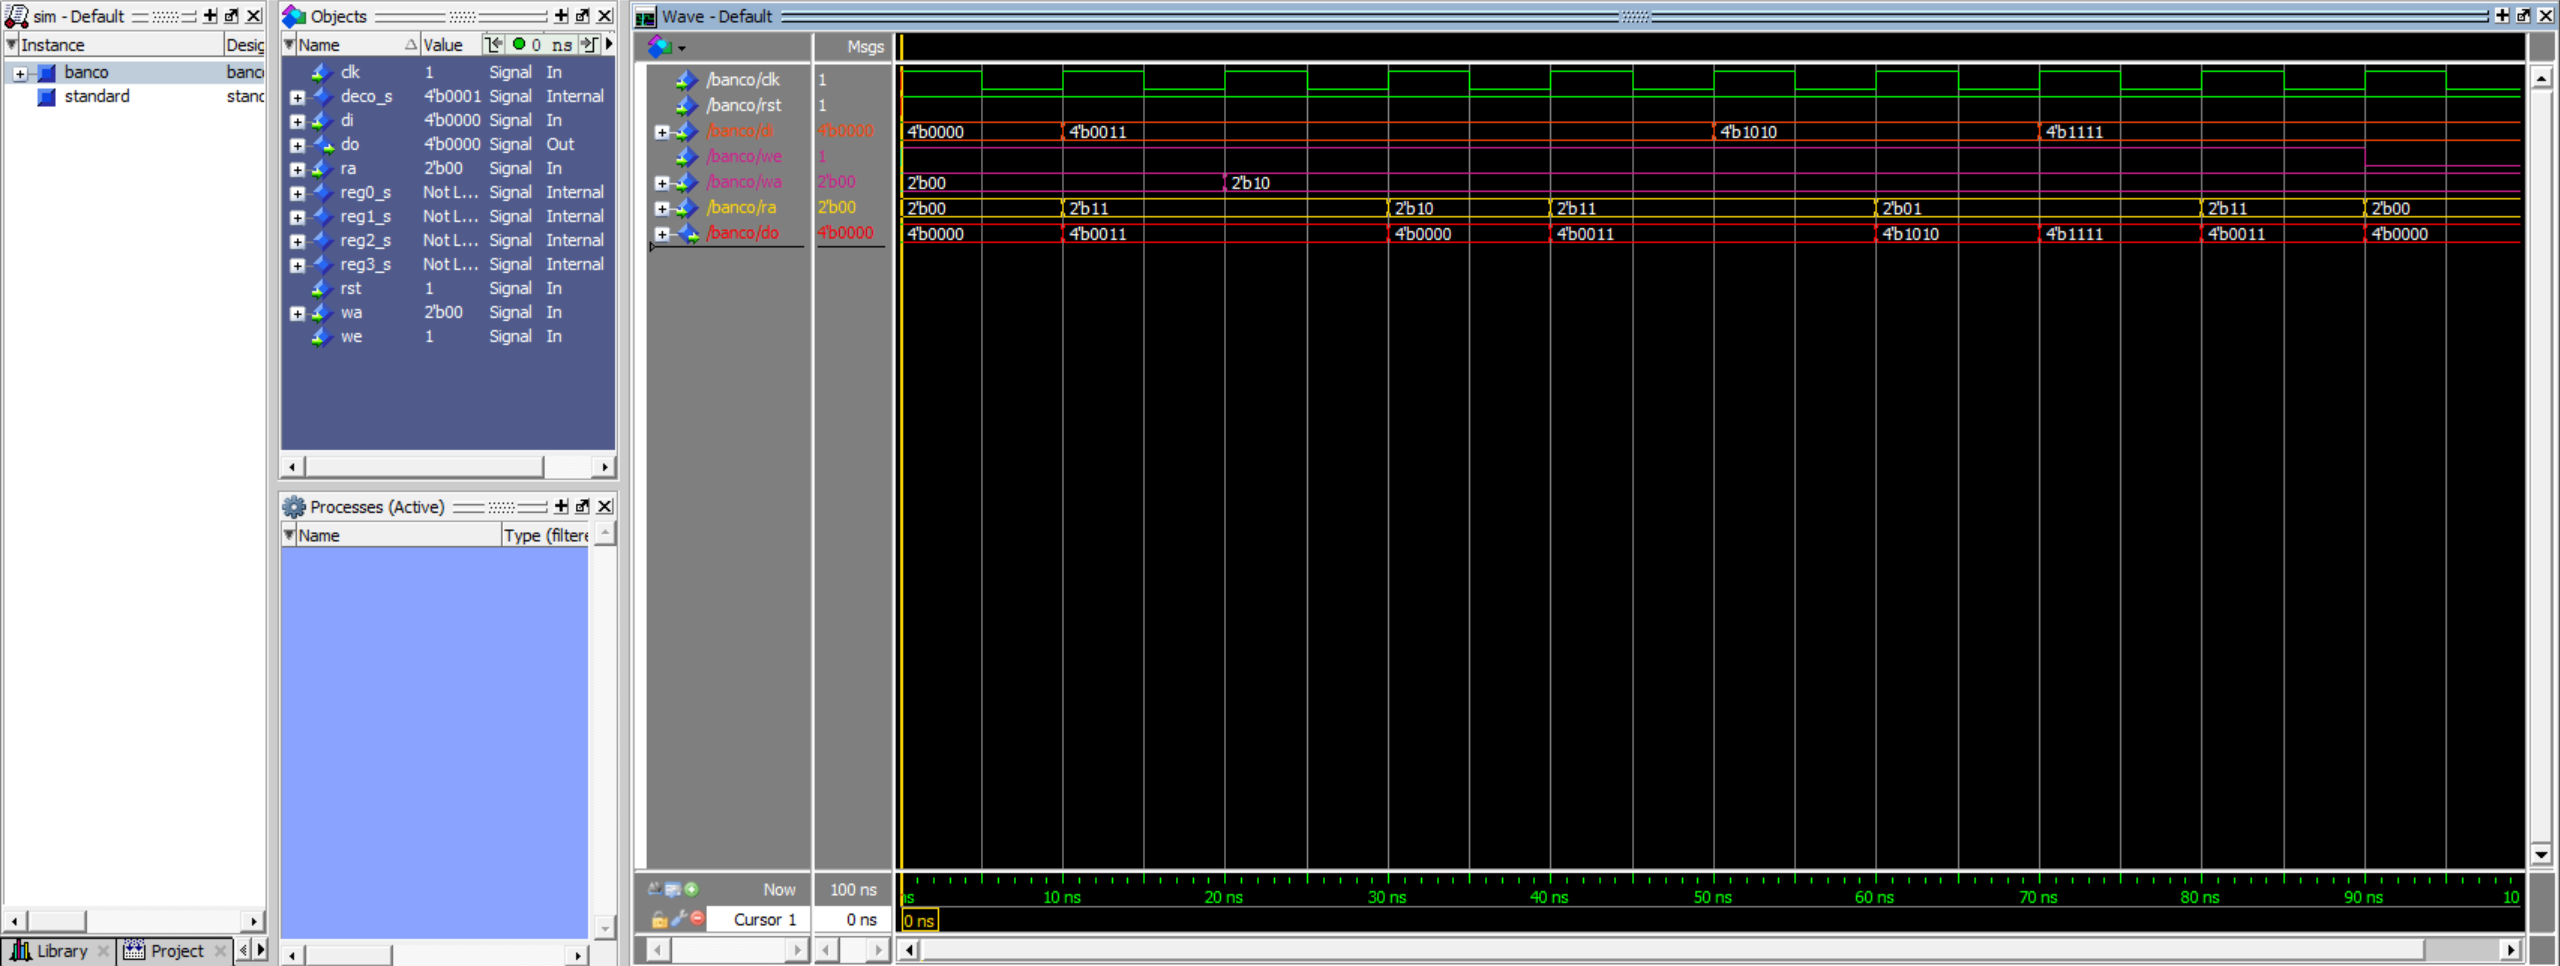 sim - Default
Instance
Desig
banco
banc
standard
stanc
Objects
Name
Value
0 ns
clk 1 Signal In
deco_s 4'b0001 Signal Internal
di 4'b0000 Signal In
do 4'b0000 Signal Out
ra 2'b00 Signal In
reg0_s Not L... Signal Internal
reg1_s Not L... Signal Internal
reg2_s Not L... Signal Internal
reg3_s Not L... Signal Internal
rst 1 Signal In
wa 2'b00 Signal In
we 1 Signal In
Processes (Active)
Name
Type (filtere
Library
Project
Wave - Default
Msgs
/banco/clk 1
/banco/rst 1
/banco/di 4'b0000 4'b0000 4'b0011 4'b1010 4'b1111
/banco/we 1
/banco/wa 2'b00 2'b00 2'b10
/banco/ra 2'b00 2'b00 2'b11 2'b10 2'b11 2'b01 2'b11 2'b00
/banco/do 4'b0000 4'b0000 4'b0011 4'b0000 4'b0011 4'b1010 4'b1111 4'b0011 4'b0000
Now 100 ns
ns 10 ns 20 ns 30 ns 40 ns 50 ns 60 ns 70 ns 80 ns 90 ns 10
Cursor 1 0 ns
0 ns